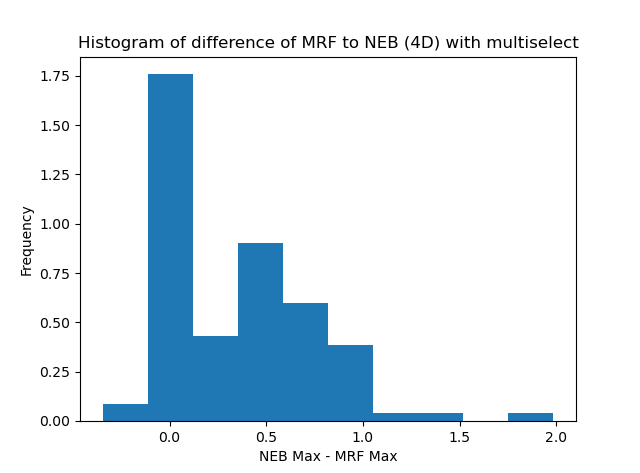 Histogram of difference of MRF to NEB (4D) with multiselect
1.75
1.50
1.25
1.00
0.75
0.50
0.25
0.00
Frequency
0.0 0.5 1.0 1.5 2.0
NEB Max - MRF Max